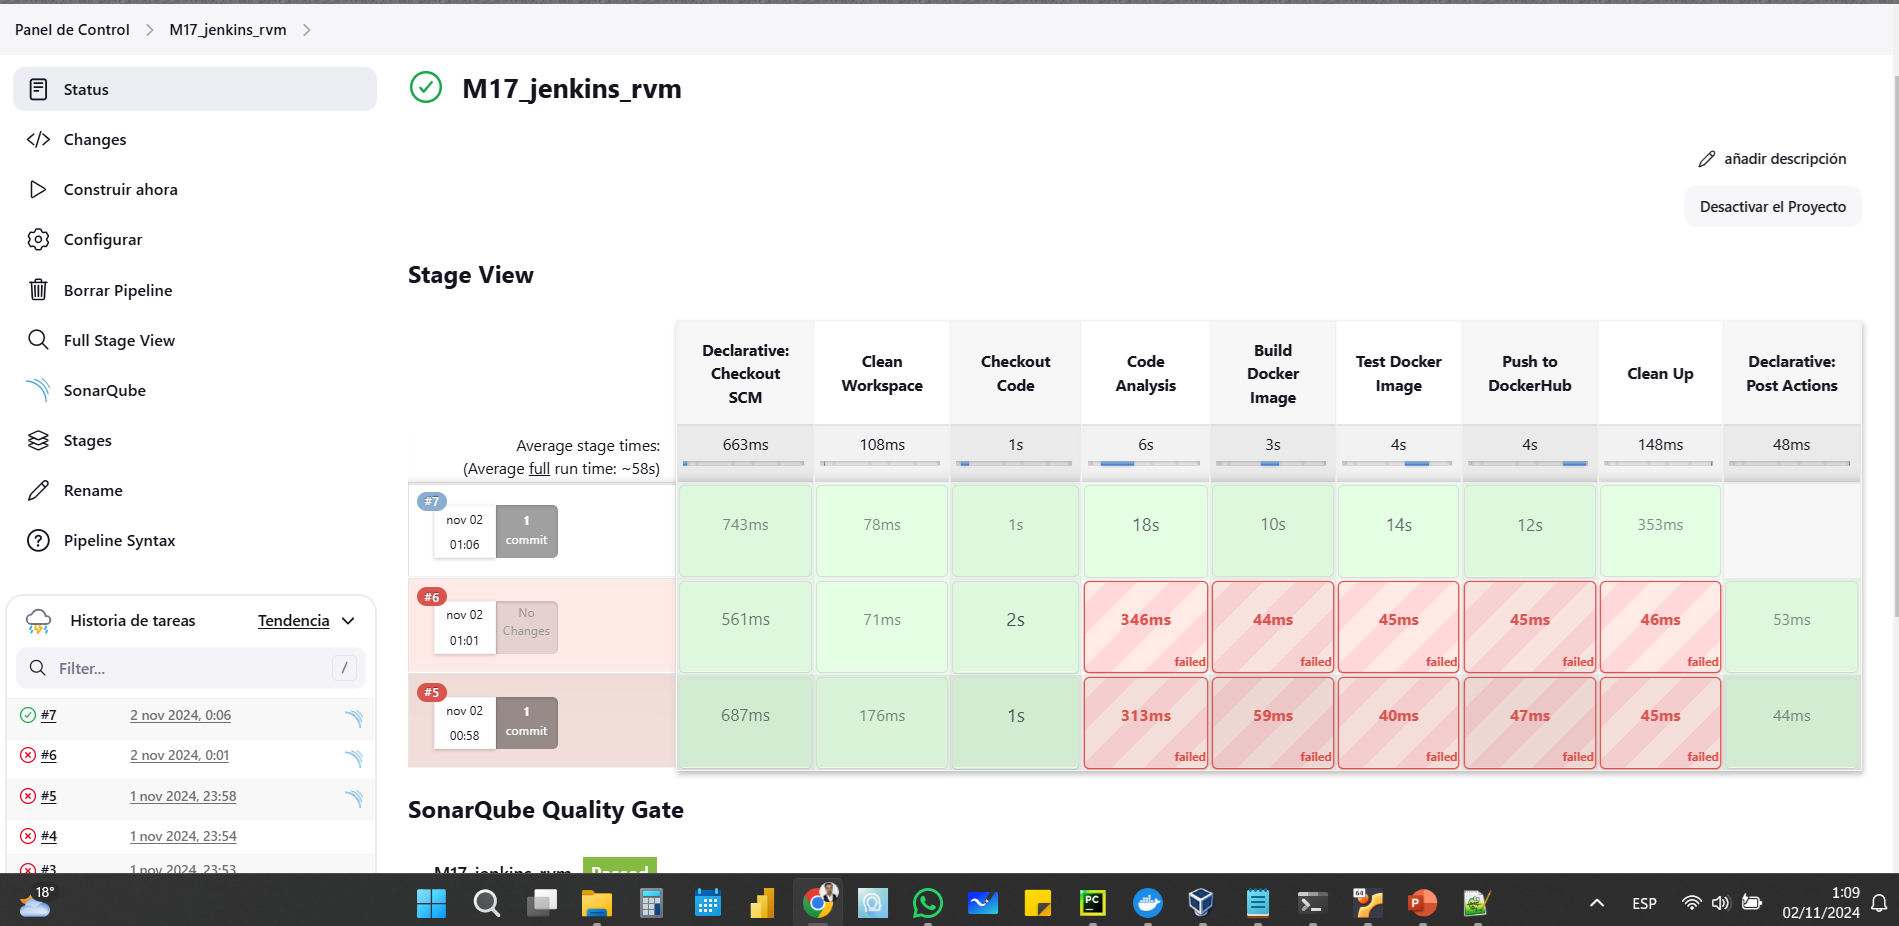 Panel de Control
M17_jenkins_rvm
Status
Changes
Construir ahora
Configurar
Borrar Pipeline
Full Stage View
SonarQube
Stages
Rename
Pipeline Syntax
Historia de tareas
Tendencia
Filter...
/
#7
2 nov 2024, 0:06
#6
2 nov 2024, 0:01
#5
1 nov 2024, 23:58
#4
1 nov 2024, 23:54
#3
1 nov 2024, 23:53
M17_jenkins_rvm
añadir descripción
Desactivar el Proyecto
Stage View
Declarative: Checkout SCM
Clean Workspace
Checkout Code
Code Analysis
Build Docker Image
Test Docker Image
Push to DockerHub
Clean Up
Declarative: Post Actions
Average stage times:
(Average full run time: ~58s)
663ms
108ms
1s
6s
3s
4s
4s
148ms
48ms
#7
nov 02
01:06
1
commit
743ms
78ms
1s
18s
10s
14s
12s
353ms
#6
nov 02
01:01
No
Changes
561ms
71ms
2s
346ms failed
44ms failed
45ms failed
45ms failed
46ms failed
53ms
#5
nov 02
00:58
1
commit
687ms
176ms
1s
313ms failed
59ms failed
40ms failed
47ms failed
45ms failed
44ms
SonarQube Quality Gate
M17_jenkins_rvm
Passed
18°
PC
64
P
ESP
1:09
02/11/2024